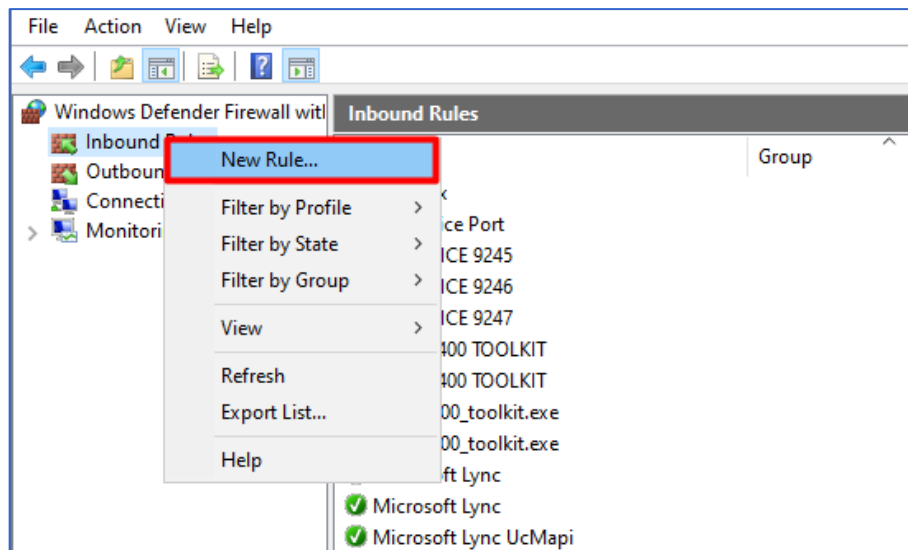 File Action View Help
Windows Defender Firewall witl
Inbound Rules
Inbound
New Rule...
Group
Outboun
Connecti
Filter by Profile
ice Port
Monitori
Filter by State
ICE 9245
Filter by Group
ICE 9246
View
ICE 9247
400 TOOLKIT
Refresh
400 TOOLKIT
Export List...
00_toolkit.exe
00_toolkit.exe
Help
ft Lync
Microsoft Lync
Microsoft Lync UcMapi